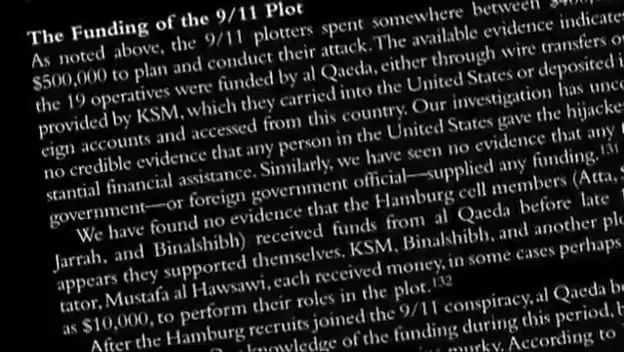 The Funding of the 9/11 Plot
As noted above, the 9/11 plotters spent somewhere between
$500,000 to plan and conduct their attack. The available evidence indicates
the 19 operatives were funded by al Qaeda, either through wire transfers or
provided by KSM, which they carried into the United States or deposited
eign accounts and accessed from this country. Our investigation has
no credible evidence that any person in the United States gave the
stantial financial assistance. Similarly, we have seen no evidence that any
government—or foreign government official—supplied any funding.131
We have found no evidence that the Hamburg cell members (Atta,
Jarrah, and Binalshibh) received funds from al Qaeda before late
appears they supported themselves. KSM, Binalshibh, and another
tator, Mustafa al Hawsawi, each received money, in some cases perhaps
as $10,000, to perform their roles in the plot.132
After the Hamburg recruits joined the 9/11 conspiracy, al Qaeda
knowledge of the funding during this period,
murky. According to